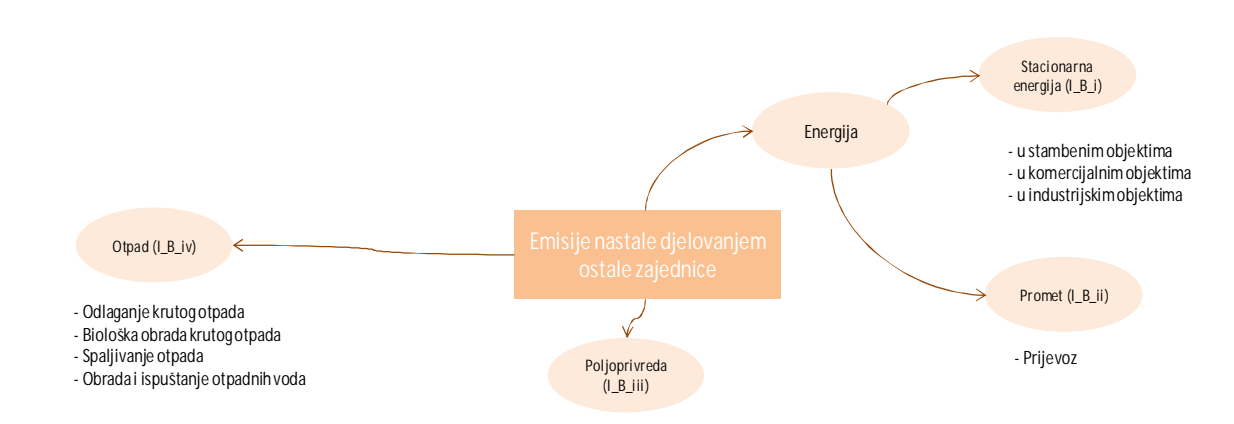 Stacionarna
energija (I_B_i)
Energija
- u stambenim objektima
- u komercijalnim objektima
- u industrijskim objektima
Emisije nastale djelovanjem
ostale zajednice
Otpad (I_B_iv)
- Odlaganje krutog otpada
- Biološka obrada krutog otpada
- Spaljivanje otpada
- Obrada i ispuštanje otpadnih voda
Promet (I_B_ii)
- Prijevoz
Poljoprivreda
(I_B_iii)